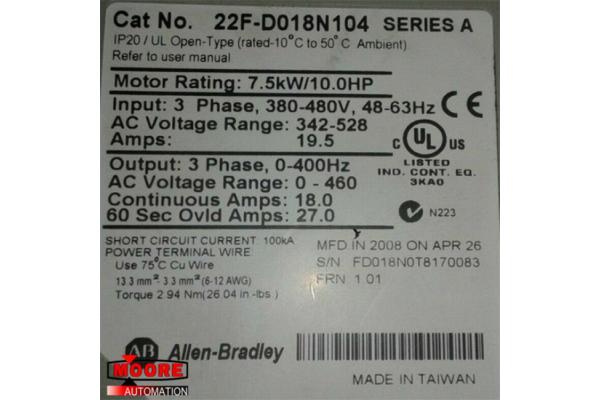 Cat No. 22F-D018N104 SERIES A
IP20 / UL Open-Type (rated-10°C to 50°C Ambient)
Refer to user manual
Motor Rating: 7.5kW/10.0HP
Input: 3 Phase, 380-480V, 48-63Hz
AC Voltage Range: 342-528
Amps: 19.5
CE
C UL US
LISTED
IND. CONT. EQ.
3KA0
Output: 3 Phase, 0-400Hz
AC Voltage Range: 0 - 460
Continuous Amps: 18.0
60 Sec Ovld Amps: 27.0
N223
SHORT CIRCUIT CURRENT 100kA
POWER TERMINAL WIRE
Use 75°C Cu Wire
13.3 mm²- 3.3 mm²(6-12 AWG)
Torque 2.94 Nm(26.04 in.-lbs.)
MFD IN 2008 ON APR 26
S/N FD018N0T8170083
FRN 1.01
AB Allen-Bradley
MADE IN TAIWAN
MOORE
AUTOMATION